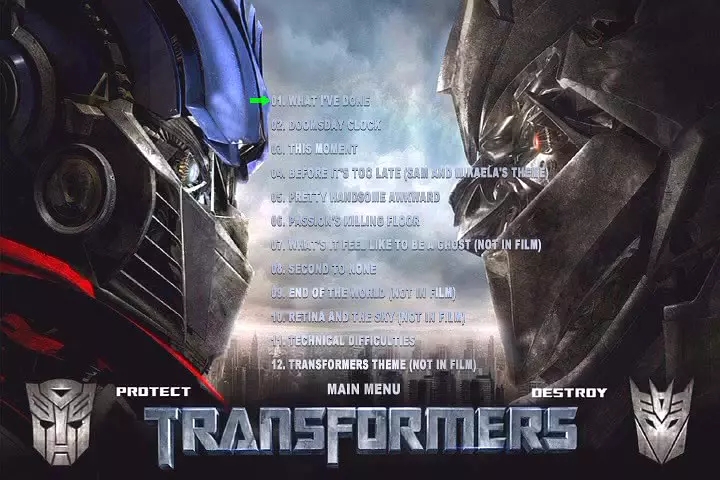 01. WHAT I'VE DONE
02. DOOMSDAY CLOCK
03. THIS MOMENT
04. BEFORE IT'S TOO LATE (SAM AND MIKAELA'S THEME)
05. PRETTY HANDSOME AWKWARD
06. PASSION'S KILLING FLOOR
07. WHAT'S IT FEEL LIKE TO BE A GHOST (NOT IN FILM)
08. SECOND TO NONE
09. END OF THE WORLD (NOT IN FILM)
10. RETINA AND THE SKY (NOT IN FILM)
11. TECHNICAL DIFFICULTIES
12. TRANSFORMERS THEME (NOT IN FILM)
PROTECT
MAIN MENU
DESTROY
TRANSFORMERS